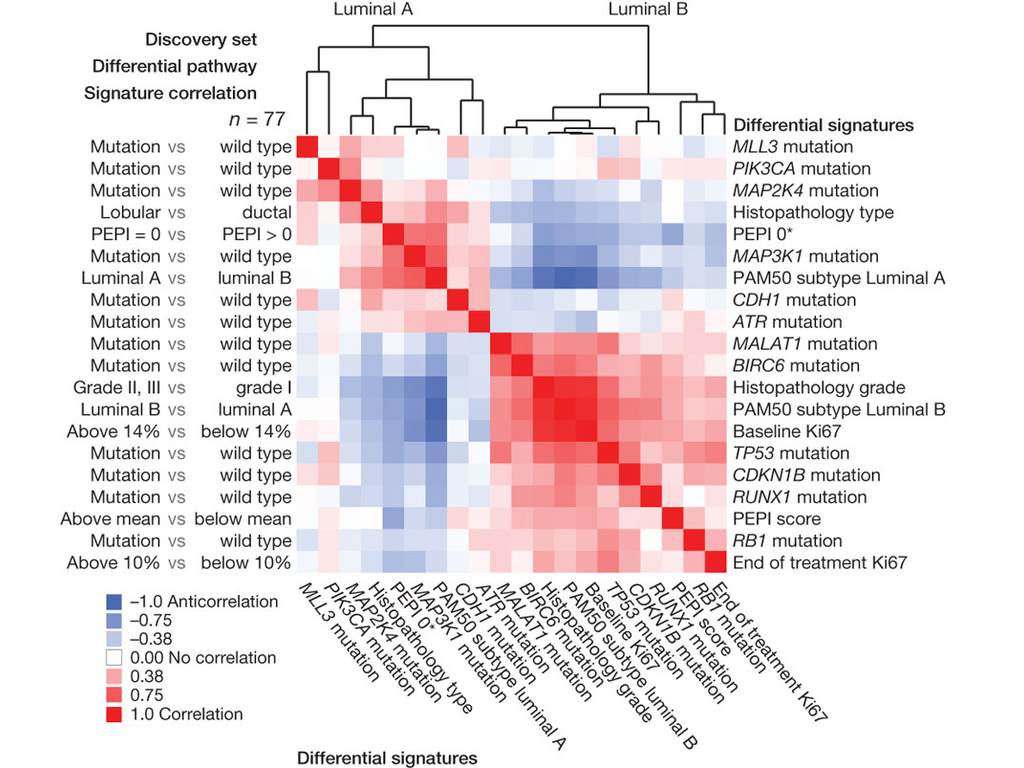 Luminal A
Luminal B
Discovery set
Differential pathway
Signature correlation
n = 77
Differential signatures
Mutation vs wild type MLL3 mutation
Mutation vs wild type PIK3CA mutation
Mutation vs wild type MAP2K4 mutation
Lobular vs ductal Histopathology type
PEPI = 0 vs PEPI > 0 PEPI 0*
Mutation vs wild type MAP3K1 mutation
Luminal A vs luminal B PAM50 subtype Luminal A
Mutation vs wild type CDH1 mutation
Mutation vs wild type ATR mutation
Mutation vs wild type MALAT1 mutation
Mutation vs wild type BIRC6 mutation
Grade II, III vs grade I Histopathology grade
Luminal B vs luminal A PAM50 subtype Luminal B
Above 14% vs below 14% Baseline Ki67
Mutation vs wild type TP53 mutation
Mutation vs wild type CDKN1B mutation
Mutation vs wild type RUNX1 mutation
Above mean vs below mean PEPI score
Mutation vs wild type RB1 mutation
Above 10% vs below 10% End of treatment Ki67
−1.0 Anticorrelation
−0.75
−0.38
0.00 No correlation
0.38
0.75
1.0 Correlation
MLL3 mutation
PIK3CA mutation
MAP2K4 mutation
Histopathology type
PEPI 0*
MAP3K1 mutation
PAM50 subtype luminal A
CDH1 mutation
ATR mutation
MALAT1 mutation
BIRC6 mutation
Histopathology grade
PAM50 subtype luminal B
Baseline Ki67
TP53 mutation
CDKN1B mutation
RUNX1 mutation
PEPI score
RB1 mutation
End of treatment Ki67
Differential signatures